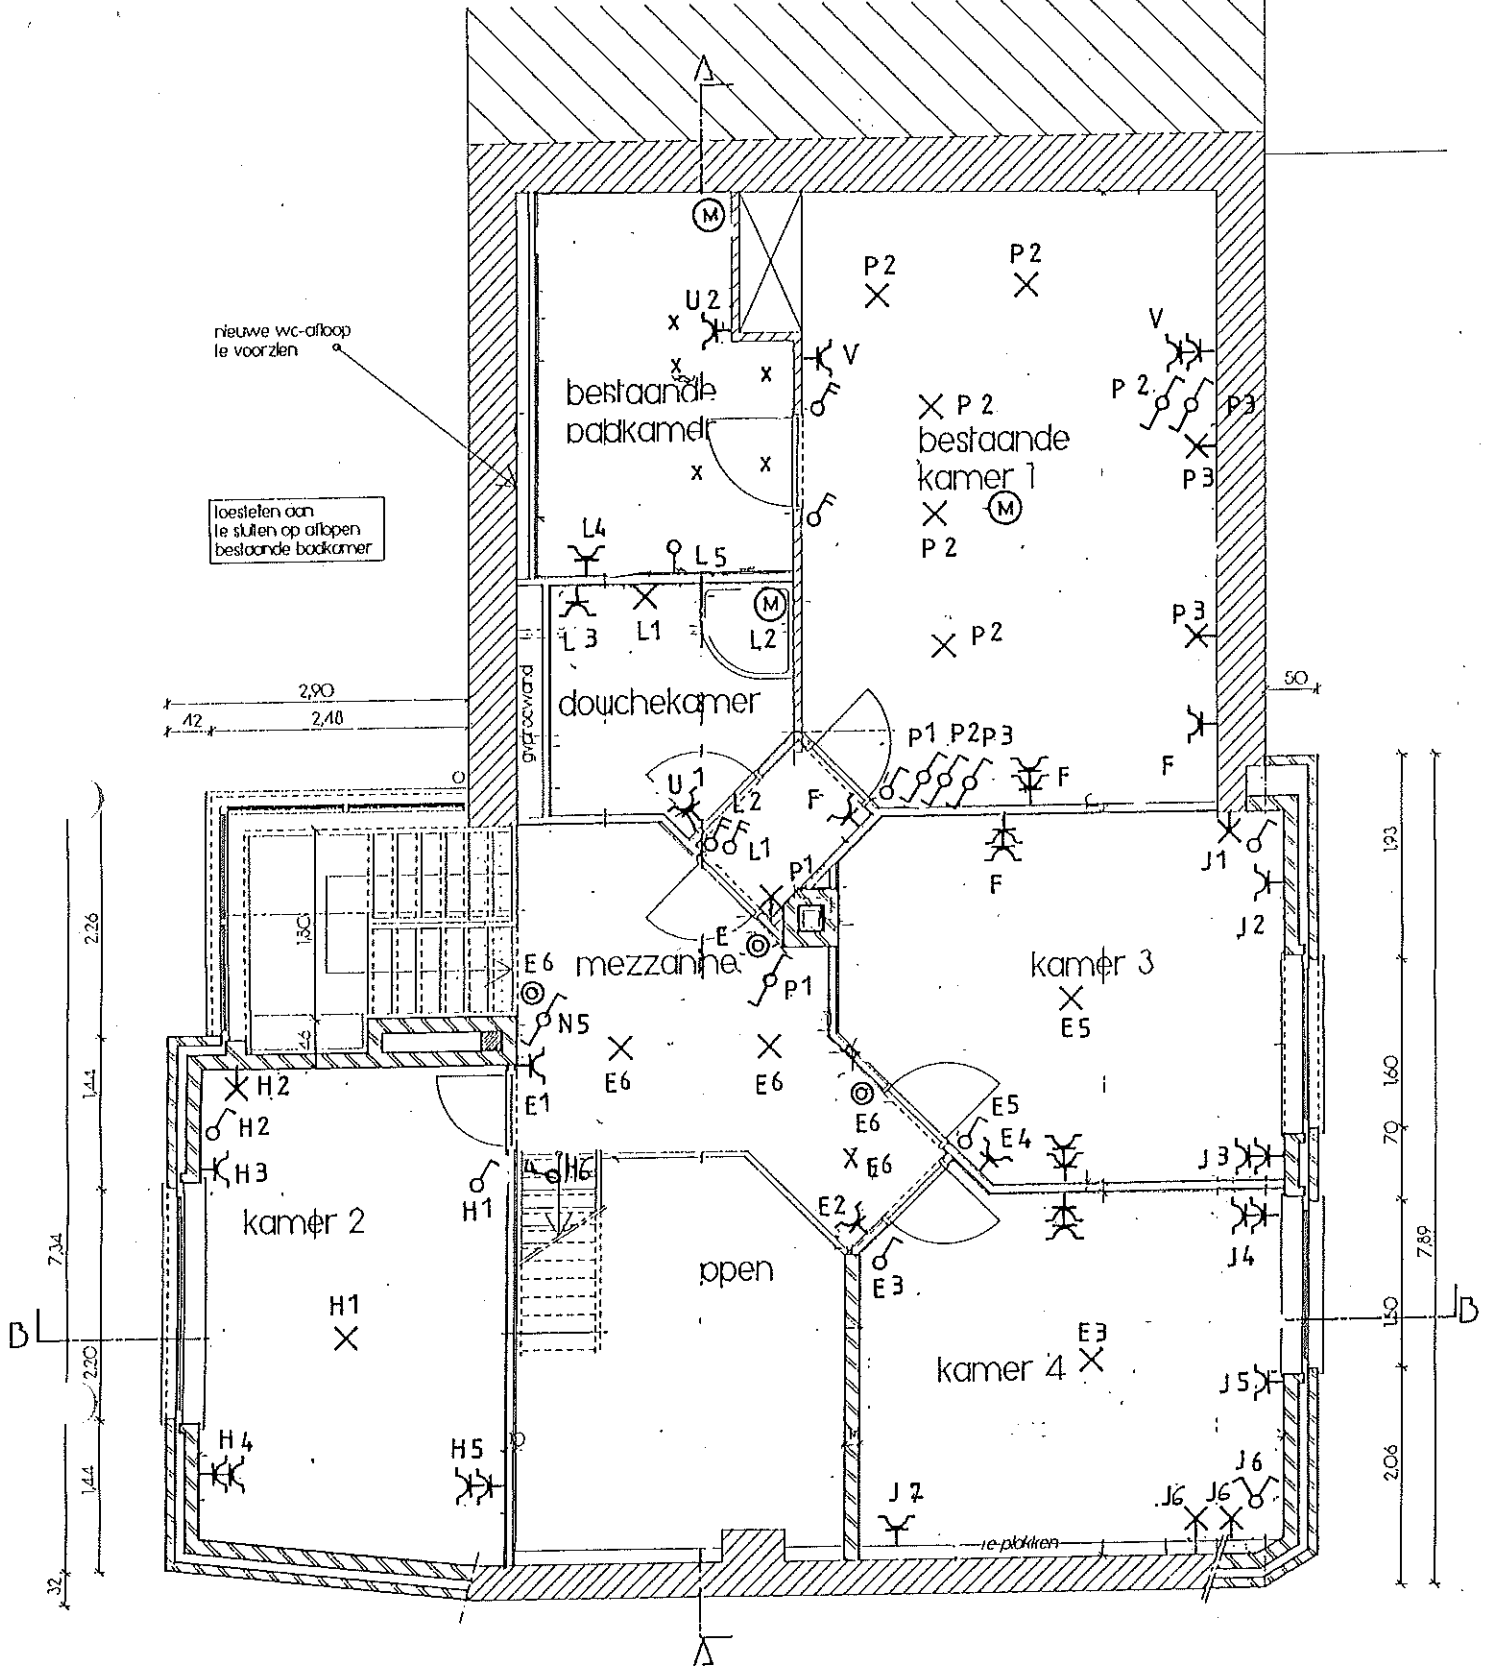 A
M
P2
P2
U2
V
V
nieuwe wc-afloop
te voorzien
x
x
x
x
x
bestaande
badkamer
P2
P3
P2
bestaande
kamer 1
P3
M
P2
toestellen aan
te sluiten op aflopen
bestaande badkamer
L4
L5
M
L3
L1
L2
P3
P2
2,90
42
2,48
50
gyprocwand
douchekamer
P1
P2
P3
F
F
U1
L2
F
L1
J1
1,93
F
P1
J2
2,26
1,80
E
mezzanine
kamer 3
E6
P1
N5
E5
46
E6
E6
E1
1,44
H2
H2
E6
E5
E4
1,60
H3
H6
E6
J3
70
H1
E2
kamer 2
J4
7,34
open
E3
7,89
B
H1
1,50
B
E3
2,20
kamer 4
J5
H4
H5
J6
2,06
1,44
J7
J6
J6
te plakken
32
A